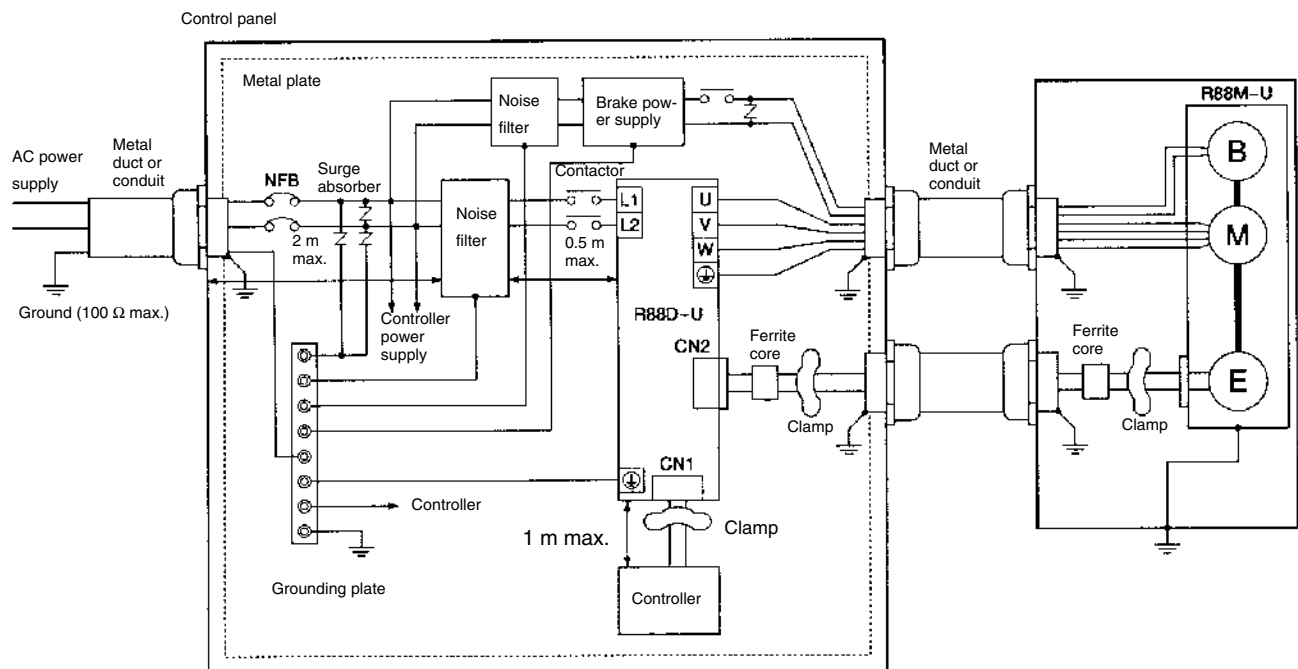 Control panel
Metal plate
Noise
filter
Brake pow-
er supply
R88M-U
B
M
E
AC power
supply
Metal
duct or
conduit
NFB
Surge
absorber
2 m
max.
Noise
filter
Contactor
0.5 m
max.
L1
L2
U
V
W
R88D-U
CN2
CN1
Metal
duct or
conduit
Ground (100 Ω max.)
Controller
power
supply
Ferrite
core
Clamp
Ferrite
core
Clamp
Controller
Clamp
1 m max.
Grounding plate
Controller